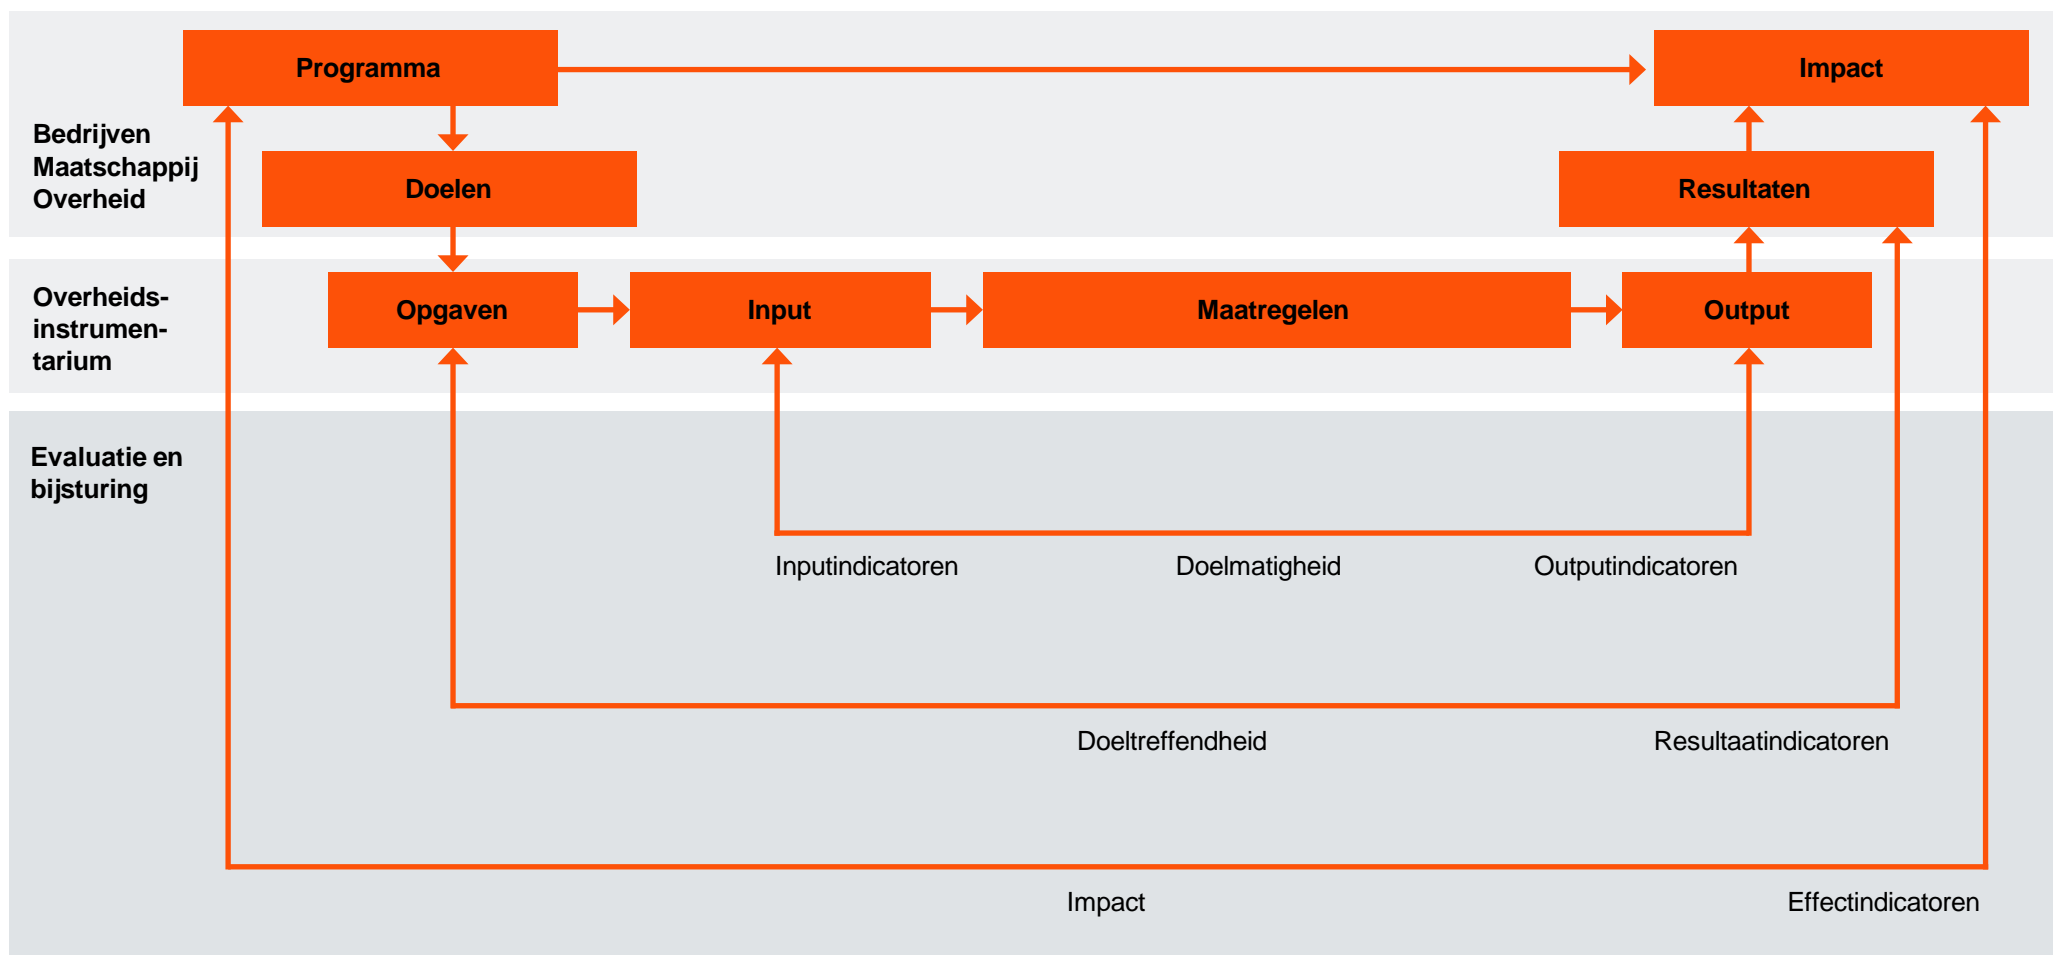 Programma
Impact
Bedrijven
Maatschappij
Overheid
Doelen
Resultaten
Overheids-
instrumen-
tarium
Opgaven
Input
Maatregelen
Output
Evaluatie en
bijsturing
Inputindicatoren
Doelmatigheid
Outputindicatoren
Doeltreffendheid
Resultaatindicatoren
Impact
Effectindicatoren